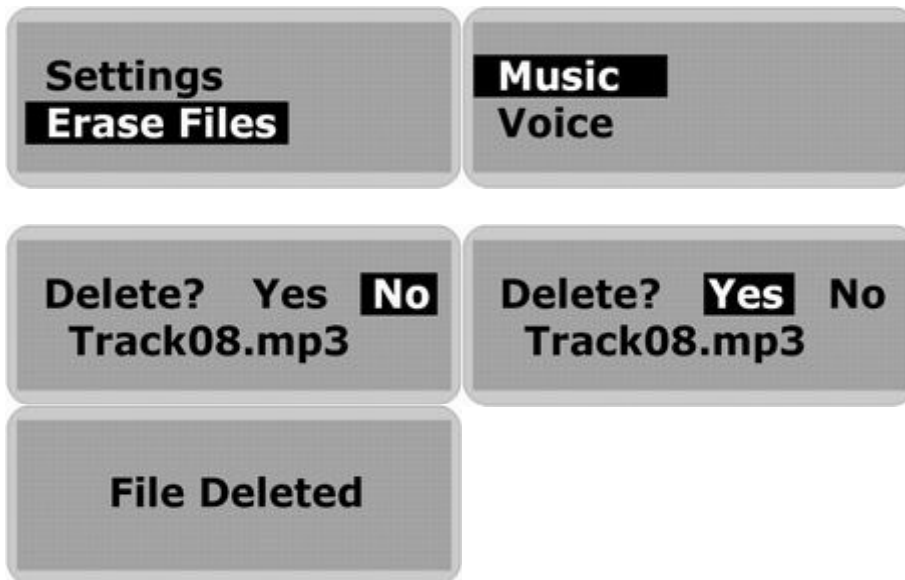 Settings
Erase Files
Music
Voice
Delete? Yes No
Track08.mp3
Delete? Yes No
Track08.mp3
File Deleted